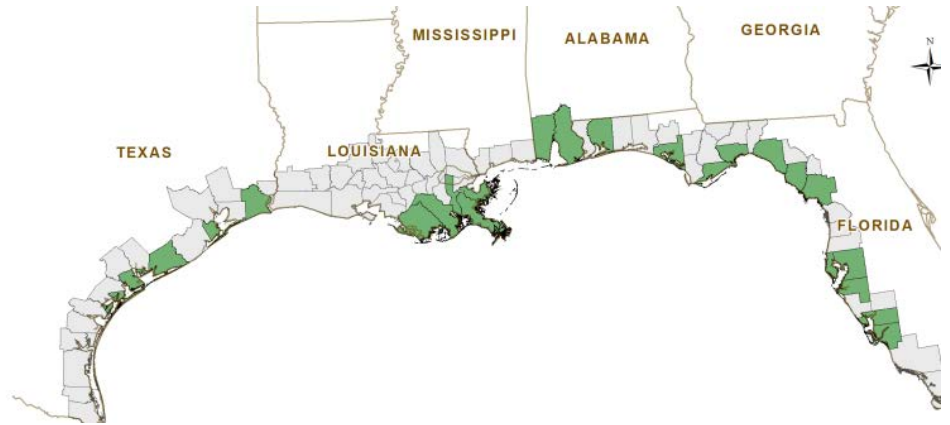 MISSISSIPPI
ALABAMA
GEORGIA
N
TEXAS
LOUISIANA
FLORIDA